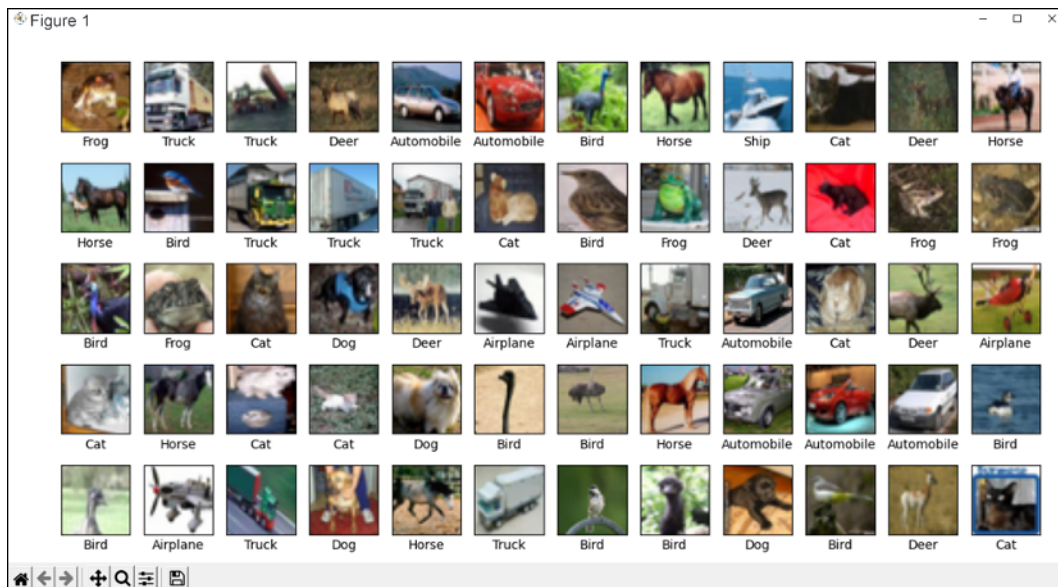 Figure 1
Frog Truck Truck Deer Automobile Automobile Bird Horse Ship Cat Deer Horse
Horse Bird Truck Truck Truck Cat Bird Frog Deer Cat Frog Frog
Bird Frog Cat Dog Deer Airplane Airplane Truck Automobile Cat Deer Airplane
Cat Horse Cat Cat Dog Bird Bird Horse Automobile Automobile Automobile Bird
Bird Airplane Truck Dog Horse Truck Bird Bird Dog Bird Deer Cat